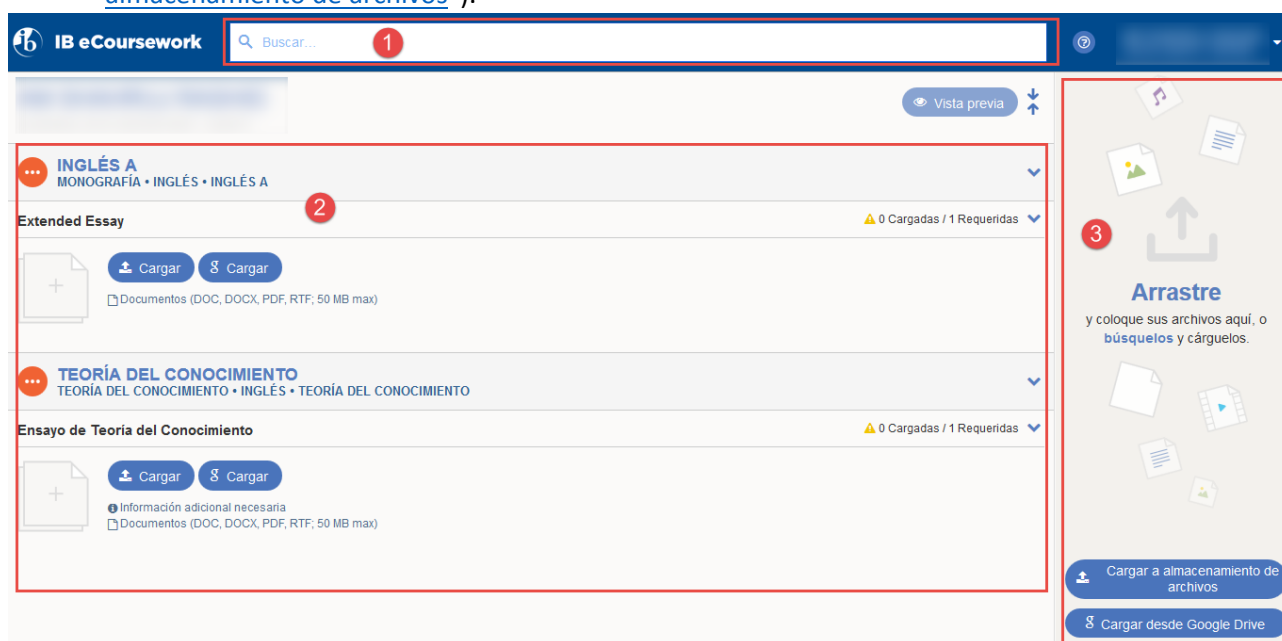 almacenamiento de archivos").
IB eCoursework
Buscar...
1
Vista previa
INGLÉS A
MONOGRAFÍA • INGLÉS • INGLÉS A
2
Extended Essay
0 Cargadas / 1 Requeridas
Cargar
Cargar
Documentos (DOC, DOCX, PDF, RTF; 50 MB max)
TEORÍA DEL CONOCIMIENTO
TEORÍA DEL CONOCIMIENTO • INGLÉS • TEORÍA DEL CONOCIMIENTO
Ensayo de Teoría del Conocimiento
0 Cargadas / 1 Requeridas
Cargar
Cargar
Información adicional necesaria
Documentos (DOC, DOCX, PDF, RTF; 50 MB max)
3
Arrastre
y coloque sus archivos aquí, o
búsquelos y cárguelos.
Cargar a almacenamiento de
archivos
Cargar desde Google Drive